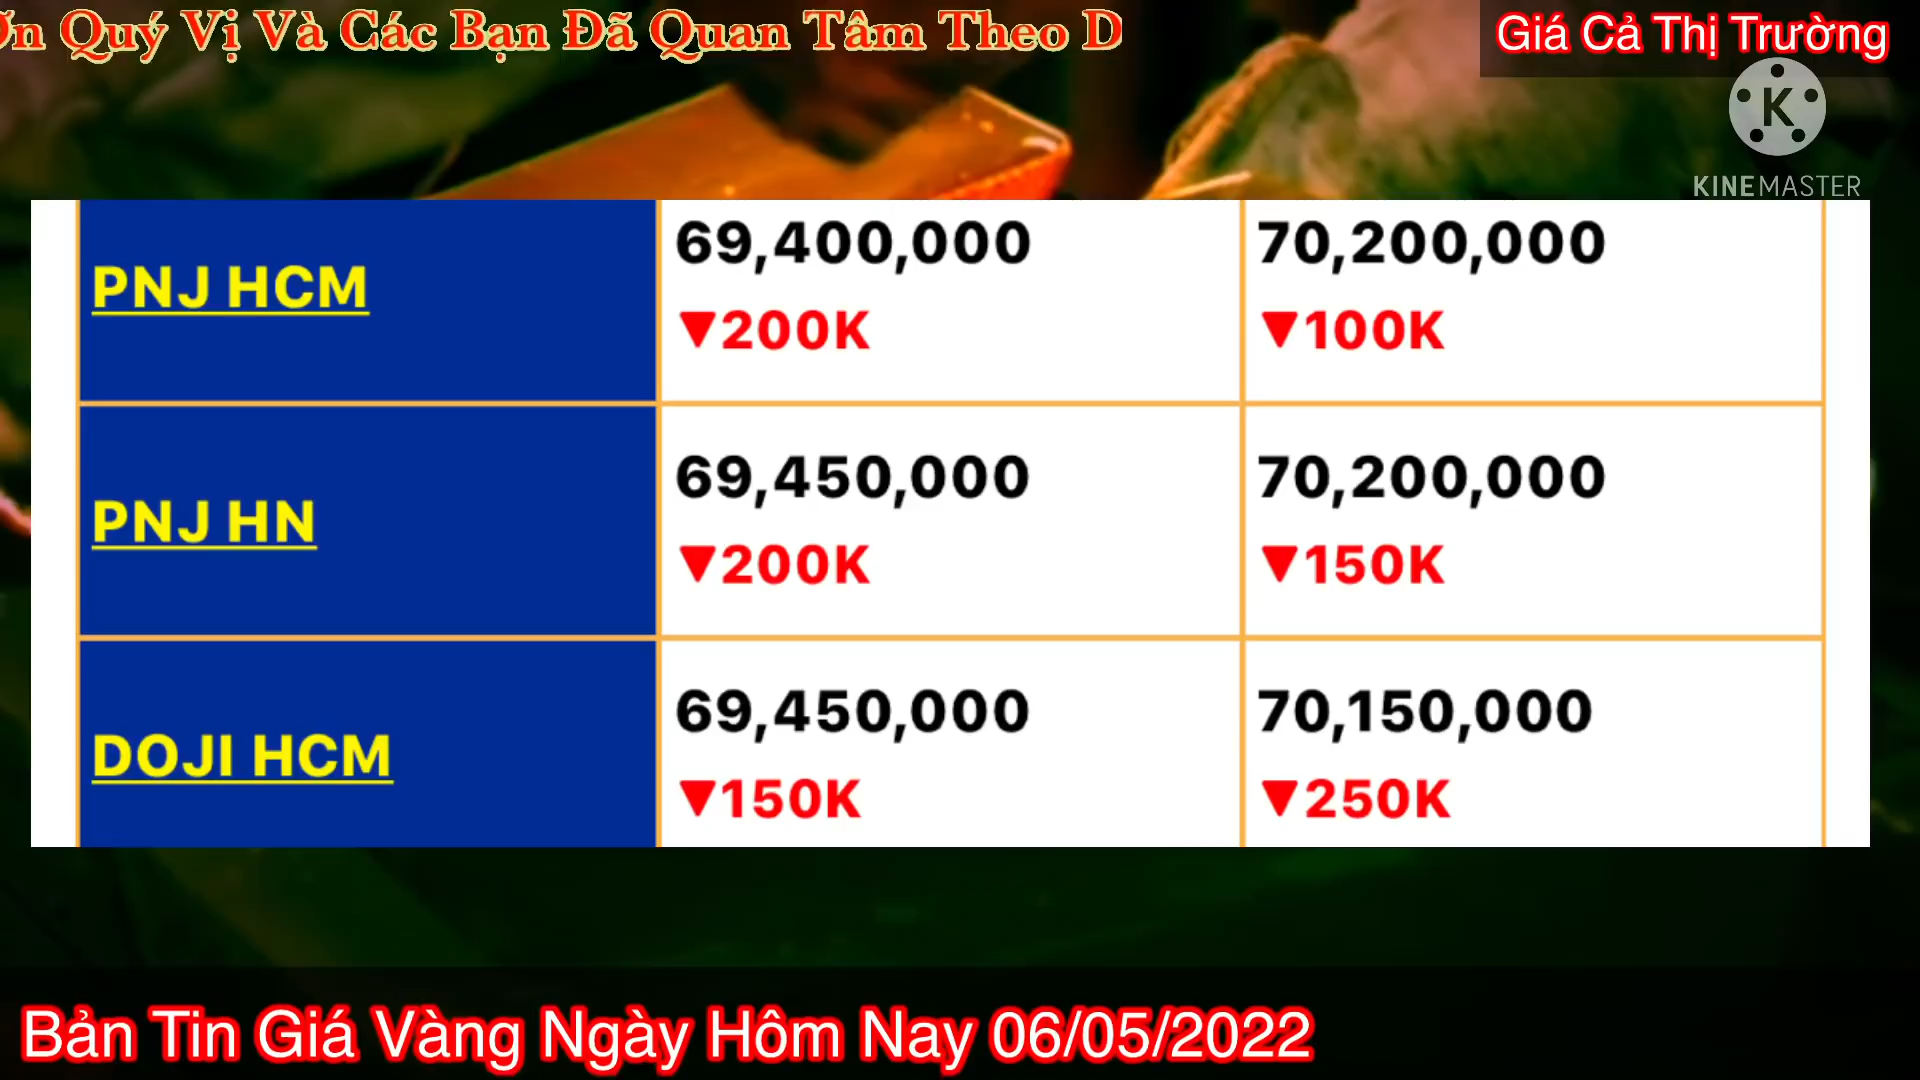 Quý Vị Và Các Bạn Đã Quan Tâm Theo D
Giá Cả Thị Trường
K
KINEMASTER
PNJ HCM
69,400,000
70,200,000
▼200K
▼100K
PNJ HN
69,450,000
70,200,000
▼200K
▼150K
DOJI HCM
69,450,000
70,150,000
▼150K
▼250K
Bản Tin Giá Vàng Ngày Hôm Nay 06/05/2022